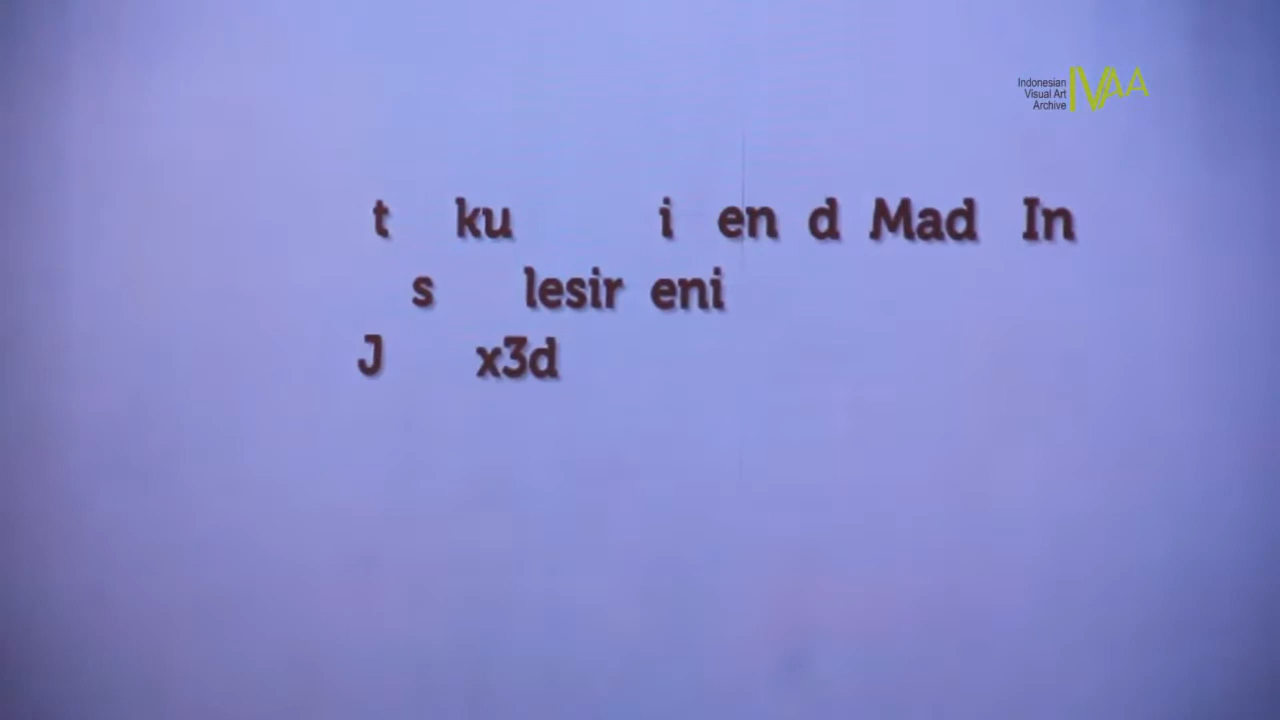 Indonesian
Visual Art
Archive
IVAA
t ku i en d Mad In
s lesir eni
J x3d